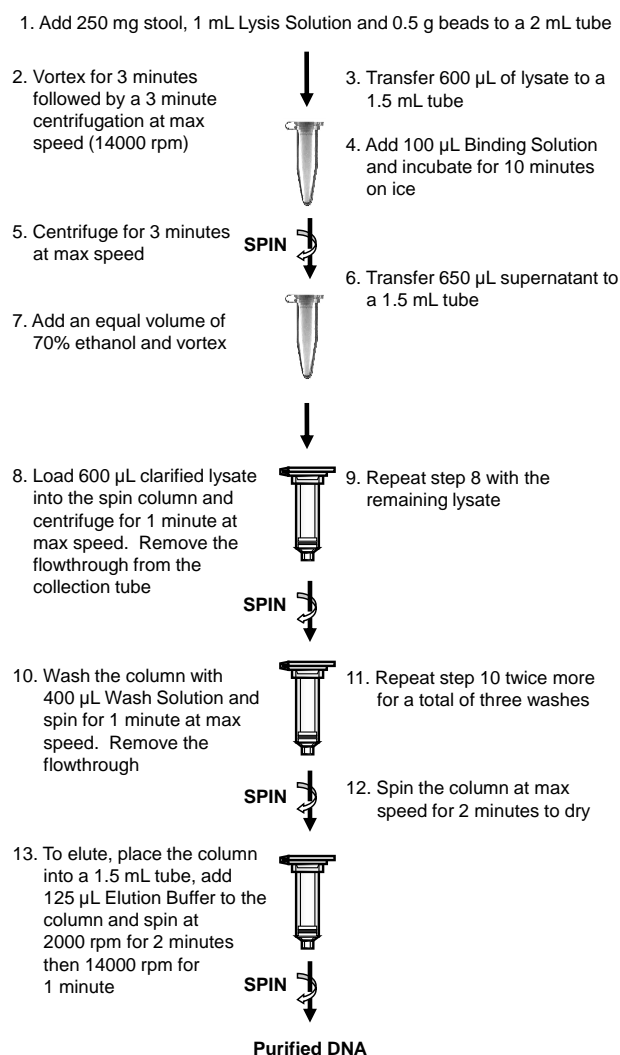 1. Add 250 mg stool, 1 mL Lysis Solution and 0.5 g beads to a 2 mL tube
2. Vortex for 3 minutes
followed by a 3 minute
centrifugation at max
speed (14000 rpm)
3. Transfer 600 µL of lysate to a
1.5 mL tube
4. Add 100 µL Binding Solution
and incubate for 10 minutes
on ice
5. Centrifuge for 3 minutes
at max speed
SPIN
6. Transfer 650 µL supernatant to
a 1.5 mL tube
7. Add an equal volume of
70% ethanol and vortex
8. Load 600 µL clarified lysate
into the spin column and
centrifuge for 1 minute at
max speed. Remove the
flowthrough from the
collection tube
9. Repeat step 8 with the
remaining lysate
SPIN
10. Wash the column with
400 µL Wash Solution and
spin for 1 minute at max
speed. Remove the
flowthrough
11. Repeat step 10 twice more
for a total of three washes
SPIN
12. Spin the column at max
speed for 2 minutes to dry
13. To elute, place the column
into a 1.5 mL tube, add
125 µL Elution Buffer to the
column and spin at
2000 rpm for 2 minutes
then 14000 rpm for
1 minute
SPIN
Purified DNA